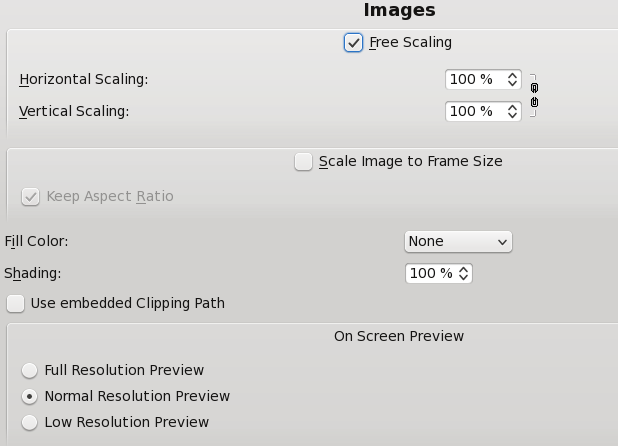 Images
Free Scaling
Horizontal Scaling: 100 %
Vertical Scaling: 100 %
Scale Image to Frame Size
Keep Aspect Ratio
Fill Color: None
Shading: 100 %
Use embedded Clipping Path
On Screen Preview
Full Resolution Preview
Normal Resolution Preview
Low Resolution Preview